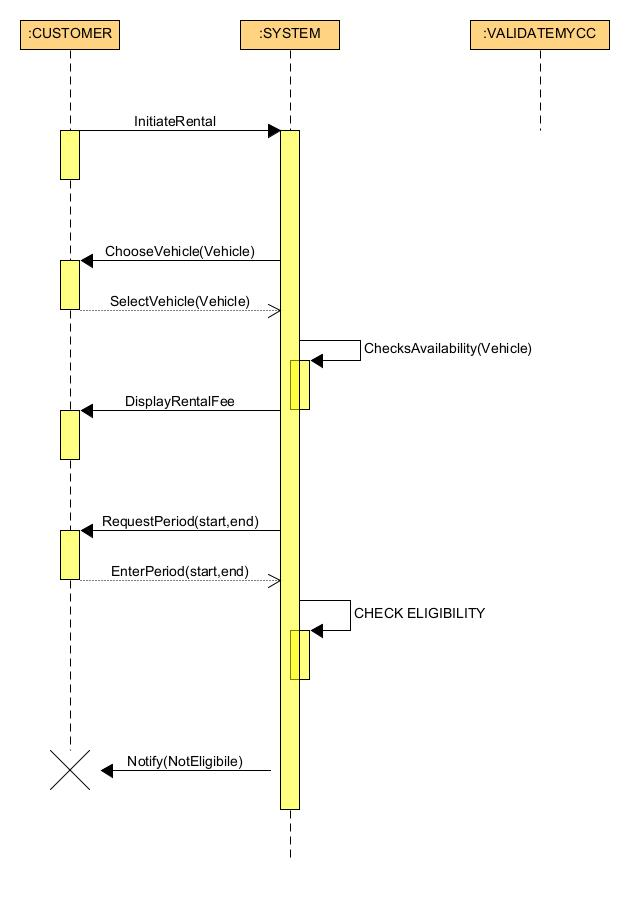 :CUSTOMER
:SYSTEM
:VALIDATEMYCC
InitiateRental
ChooseVehicle(Vehicle)
SelectVehicle(Vehicle)
ChecksAvailability(Vehicle)
DisplayRentalFee
RequestPeriod(start,end)
EnterPeriod(start,end)
CHECK ELIGIBILITY
Notify(NotEligibile)